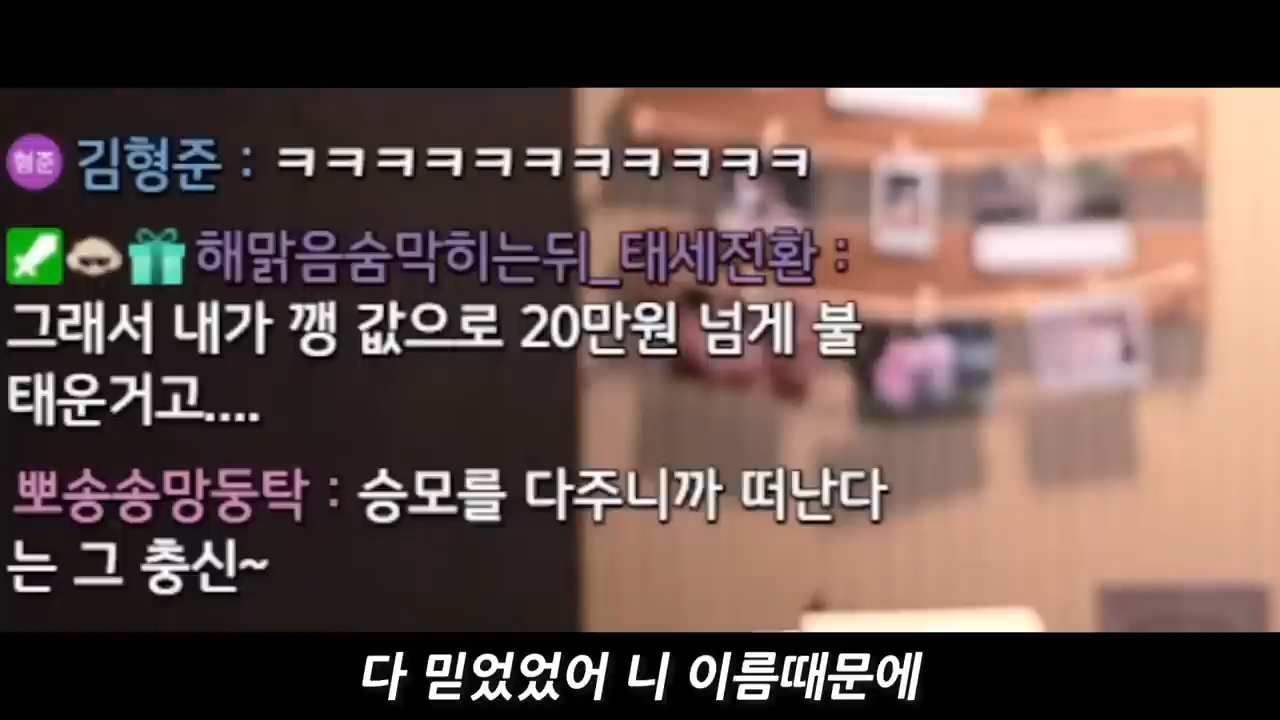 형준 김형준 : ㅋㅋㅋㅋㅋㅋㅋㅋㅋㅋㅋ
해맑음숨막히는뒤_태세전환 :
그래서 내가 깽 값으로 20만원 넘게 불
태운거고....
뽀송송망둥탁 : 승모를 다주니까 떠난다
는 그 충신~
다 믿었었어 니 이름때문에